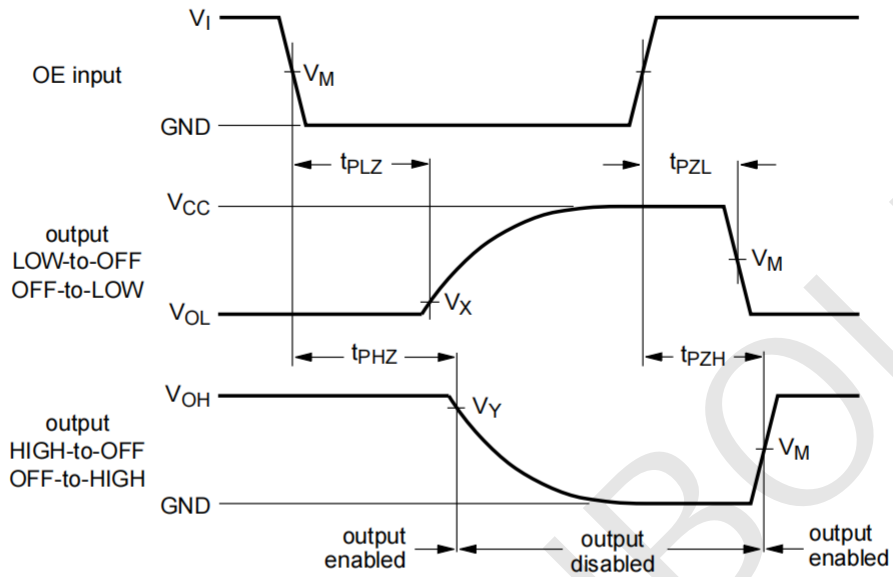 V_I
OE input
V_M
GND
t_PLZ
t_PZL
V_CC
output
LOW-to-OFF
OFF-to-LOW
V_M
V_X
V_OL
t_PHZ
t_PZH
V_OH
output
HIGH-to-OFF
OFF-to-HIGH
V_Y
V_M
GND
output
enabled
output
disabled
output
enabled